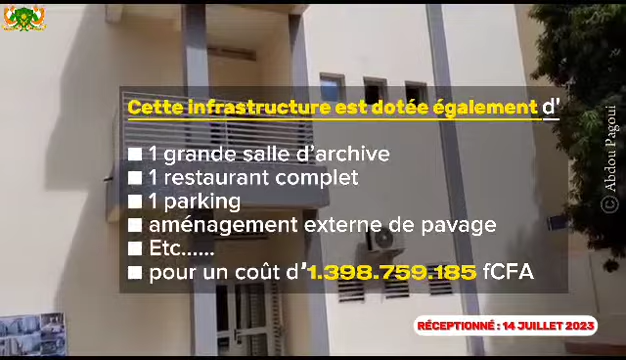 Cette infrastructure est dotée également d'
■ 1 grande salle d'archive
■ 1 restaurant complet
■ 1 parking
■ aménagement externe de pavage
■ Etc......
■ pour un coût d'1.398.759.185 fCFA
© Abdou Pagoui
RÉCEPTIONNÉ : 14 JUILLET 2023